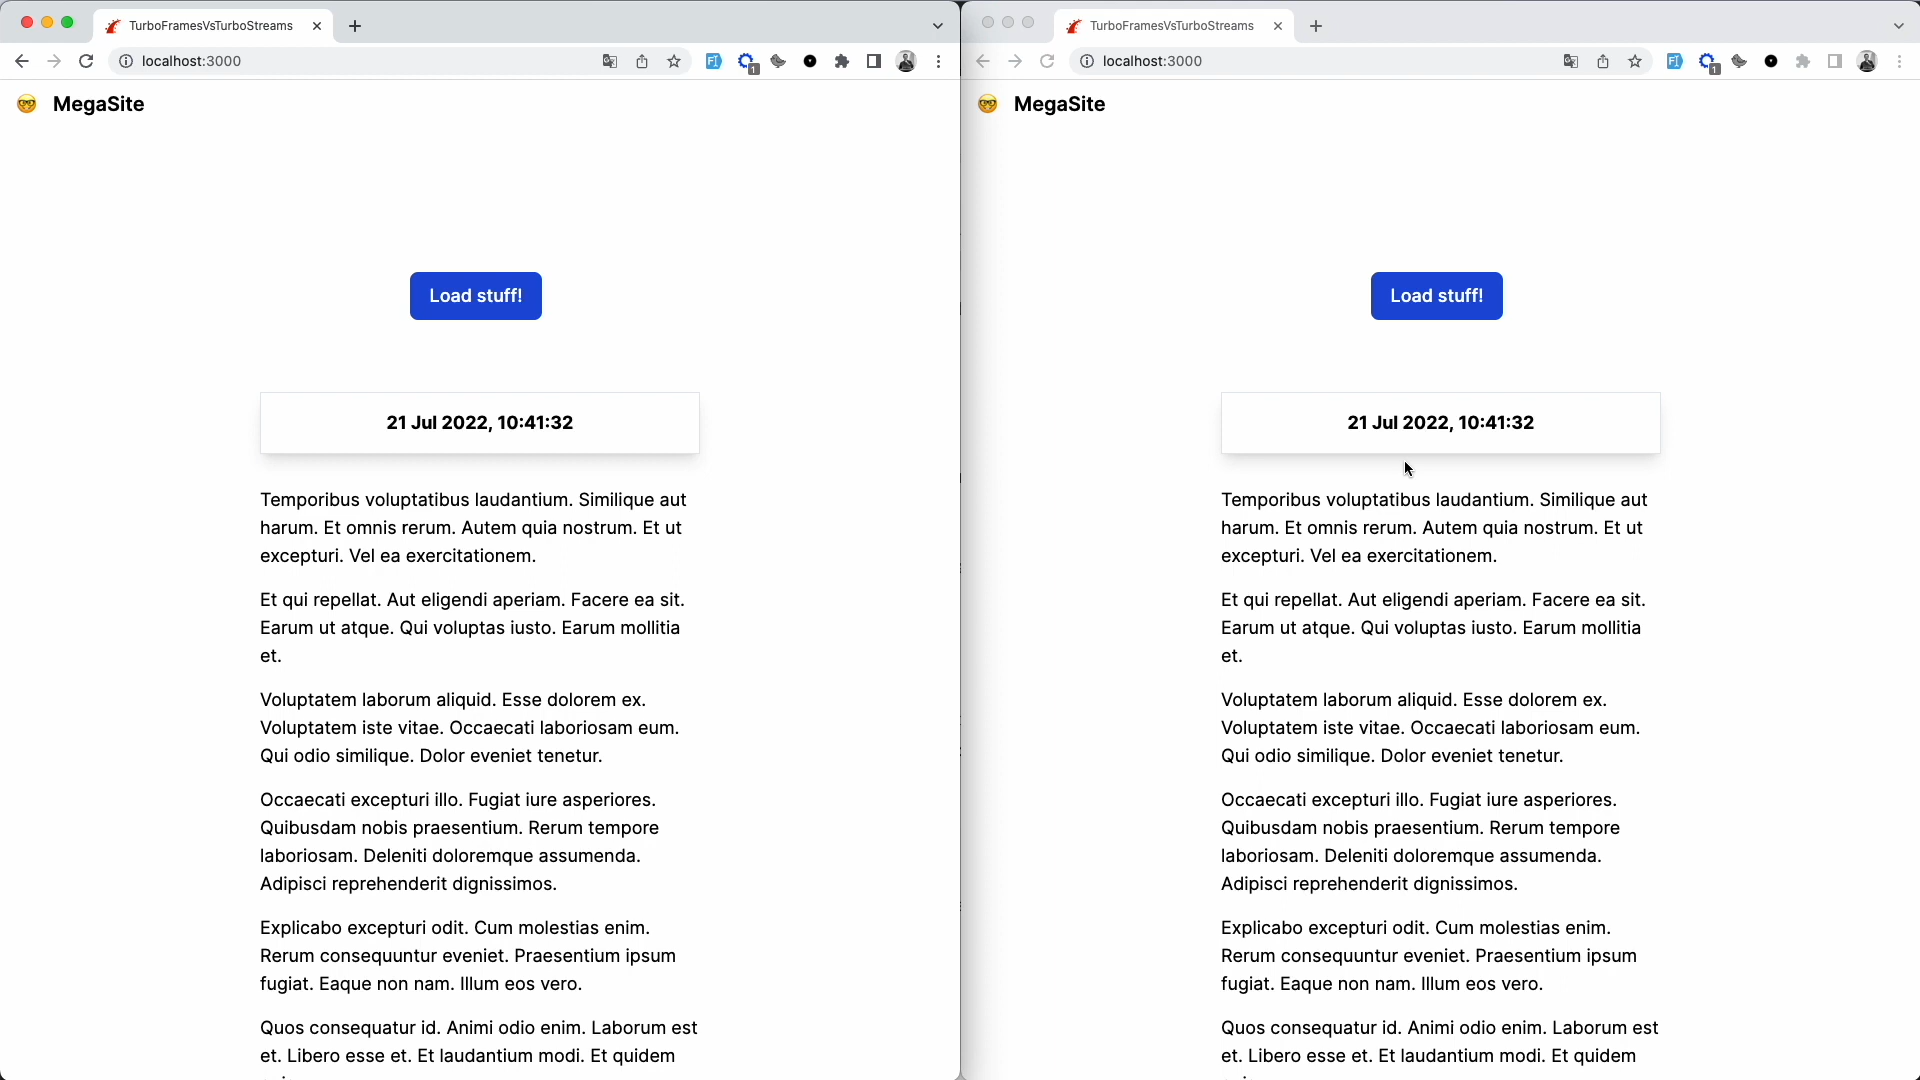 TurboFramesVsTurboStreams
localhost:3000
1
MegaSite
Load stuff!
21 Jul 2022, 10:41:32
Temporibus voluptatibus laudantium. Similique aut
harum. Et omnis rerum. Autem quia nostrum. Et ut
excepturi. Vel ea exercitationem.
Et qui repellat. Aut eligendi aperiam. Facere ea sit.
Earum ut atque. Qui voluptas iusto. Earum mollitia
et.
Voluptatem laborum aliquid. Esse dolorem ex.
Voluptatem iste vitae. Occaecati laboriosam eum.
Qui odio similique. Dolor eveniet tenetur.
Occaecati excepturi illo. Fugiat iure asperiores.
Quibusdam nobis praesentium. Rerum tempore
laboriosam. Deleniti doloremque assumenda.
Adipisci reprehenderit dignissimos.
Explicabo excepturi odit. Cum molestias enim.
Rerum consequuntur eveniet. Praesentium ipsum
fugiat. Eaque non nam. Illum eos vero.
Quos consequatur id. Animi odio enim. Laborum est
et. Libero esse et. Et laudantium modi. Et quidem
TurboFramesVsTurboStreams
localhost:3000
1
MegaSite
Load stuff!
21 Jul 2022, 10:41:32
Temporibus voluptatibus laudantium. Similique aut
harum. Et omnis rerum. Autem quia nostrum. Et ut
excepturi. Vel ea exercitationem.
Et qui repellat. Aut eligendi aperiam. Facere ea sit.
Earum ut atque. Qui voluptas iusto. Earum mollitia
et.
Voluptatem laborum aliquid. Esse dolorem ex.
Voluptatem iste vitae. Occaecati laboriosam eum.
Qui odio similique. Dolor eveniet tenetur.
Occaecati excepturi illo. Fugiat iure asperiores.
Quibusdam nobis praesentium. Rerum tempore
laboriosam. Deleniti doloremque assumenda.
Adipisci reprehenderit dignissimos.
Explicabo excepturi odit. Cum molestias enim.
Rerum consequuntur eveniet. Praesentium ipsum
fugiat. Eaque non nam. Illum eos vero.
Quos consequatur id. Animi odio enim. Laborum est
et. Libero esse et. Et laudantium modi. Et quidem